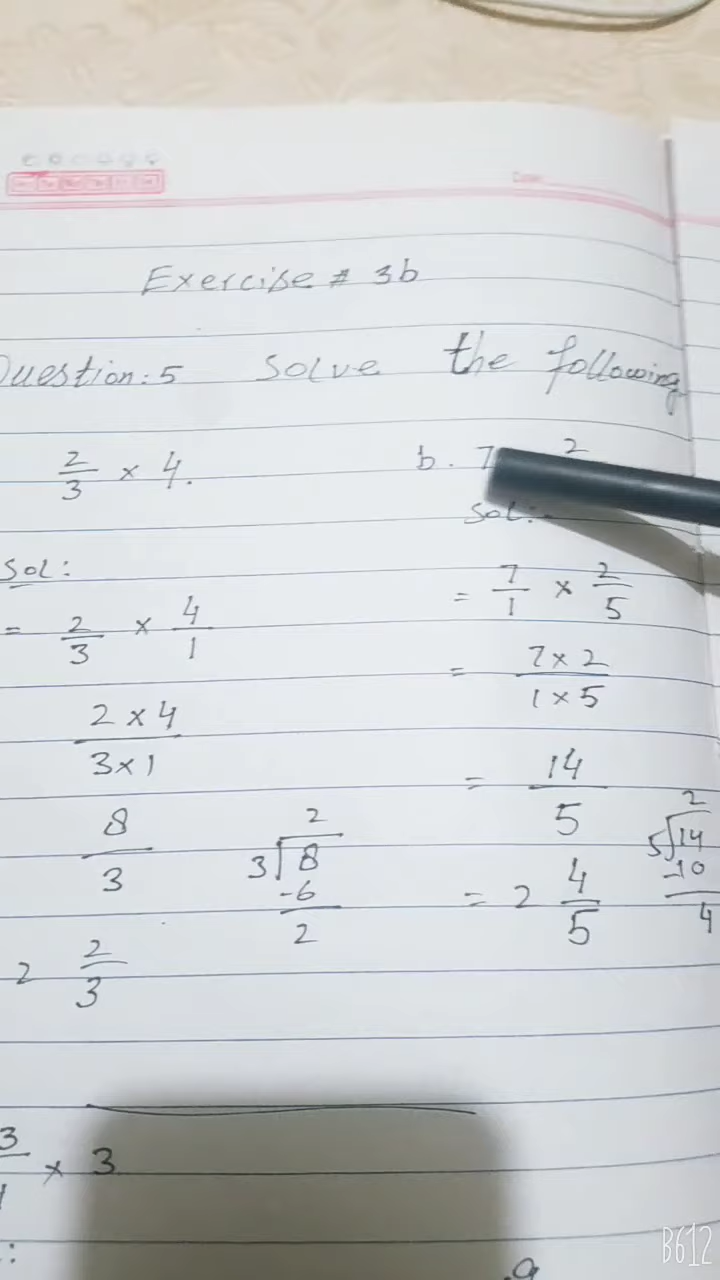 Exercise # 3b
Question:5 Solve the following
2/3 × 4.
Sol:
= 2/3 × 4/1
2 × 4 / 3 × 1
8/3
3√8
2
-6
2
2 2/3
b. 7 2
Sol:-
= 7/1 × 2/5
= 7 × 2 / 1 × 5
= 14/5
= 2 4/5
2
5√14
-10
4
× 3
B612